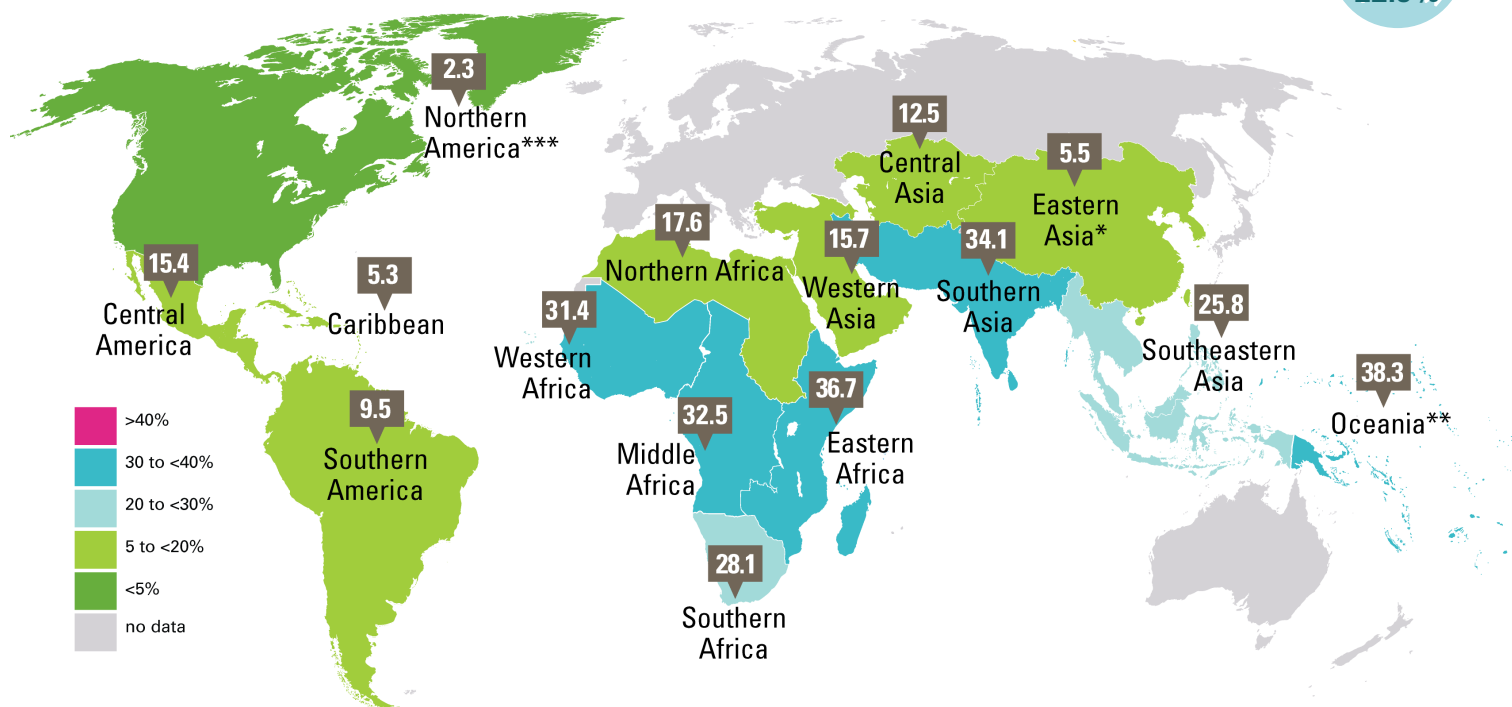 2.3
Northern
America***
12.5
Central
Asia
5.5
Eastern
Asia*
17.6
Northern Africa
15.7
Western
Asia
34.1
Southern
Asia
15.4
Central
America
5.3
Caribbean
31.4
Western
Africa
25.8
Southeastern
Asia
38.3
Oceania**
36.7
Eastern
Africa
32.5
Middle
Africa
9.5
Southern
America
28.1
Southern
Africa
>40%
30 to <40%
20 to <30%
5 to <20%
<5%
no data